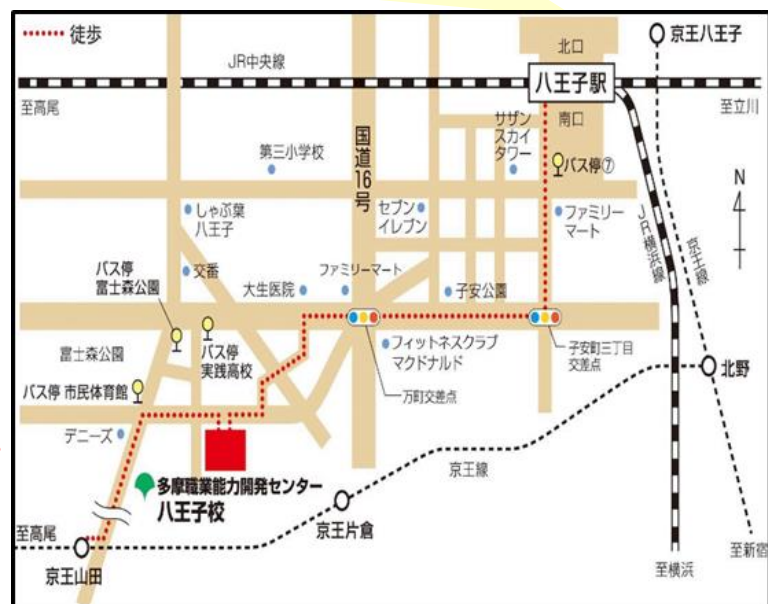 徒歩
JR中央線
至高尾
北口
八王子駅
南口
京王八王子
至立川
N
国道16号
第三小学校
サザン
スカイ
タワー
バス停⑦
しゃぶ葉
八王子
セブン
イレブン
ファミリー
マート
JR横浜線
京王線
バス停
富士森公園
交番
大生医院
ファミリーマート
子安公園
富士森公園
バス停
実践高校
フィットネスクラブ
マクドナルド
子安町三丁目
交差点
万町交差点
北野
バス停 市民体育館
デニーズ
多摩職業能力開発センター
八王子校
京王線
京王片倉
至高尾
京王山田
至横浜
至新宿